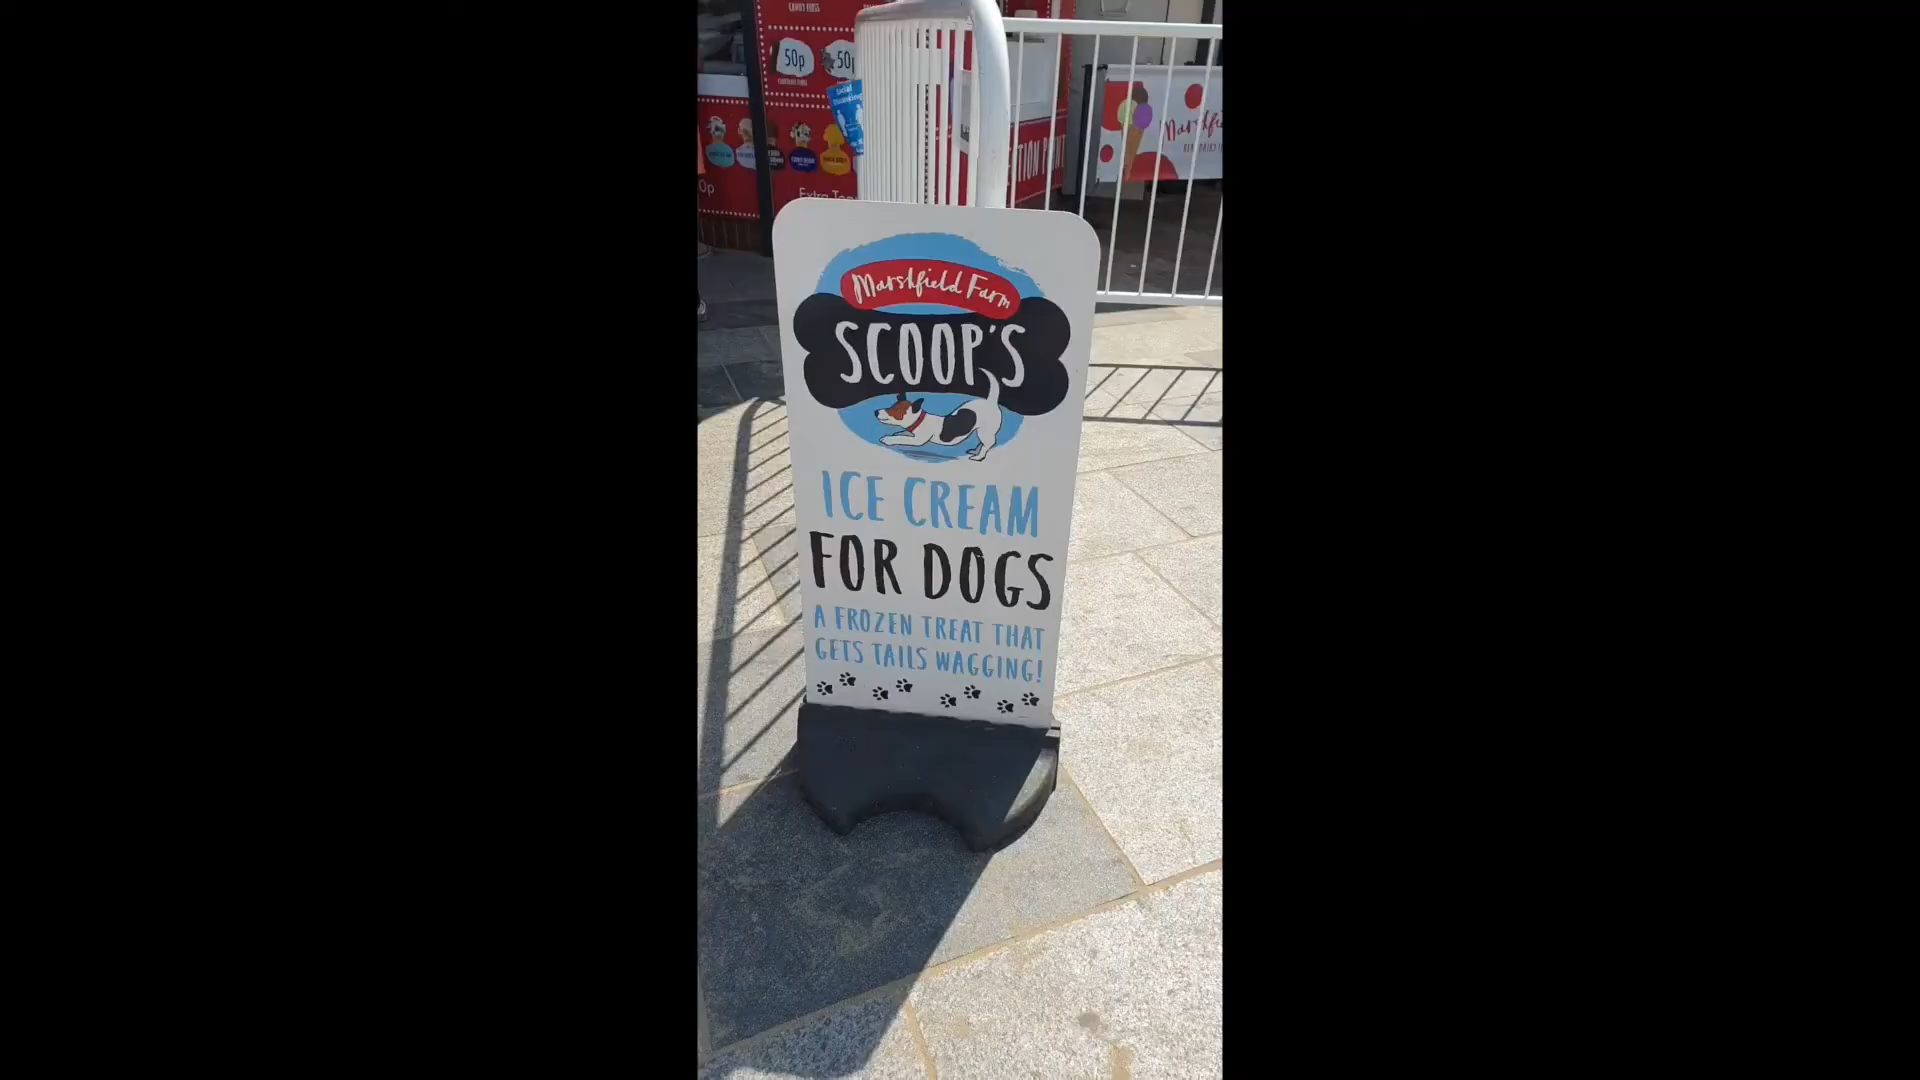 50p
50p
Marshfield Farm
SCOOP'S
ICE CREAM
FOR DOGS
A FROZEN TREAT THAT
GETS TAILS WAGGING!